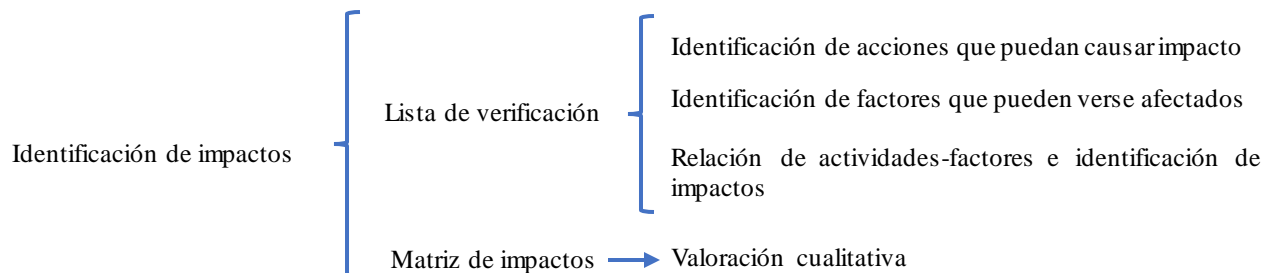 Identificación de impactos
Lista de verificación
Identificación de acciones que puedan causar impacto
Identificación de factores que pueden verse afectados
Relación de actividades-factores e identificación de
impactos
Matriz de impactos
Valoración cualitativa